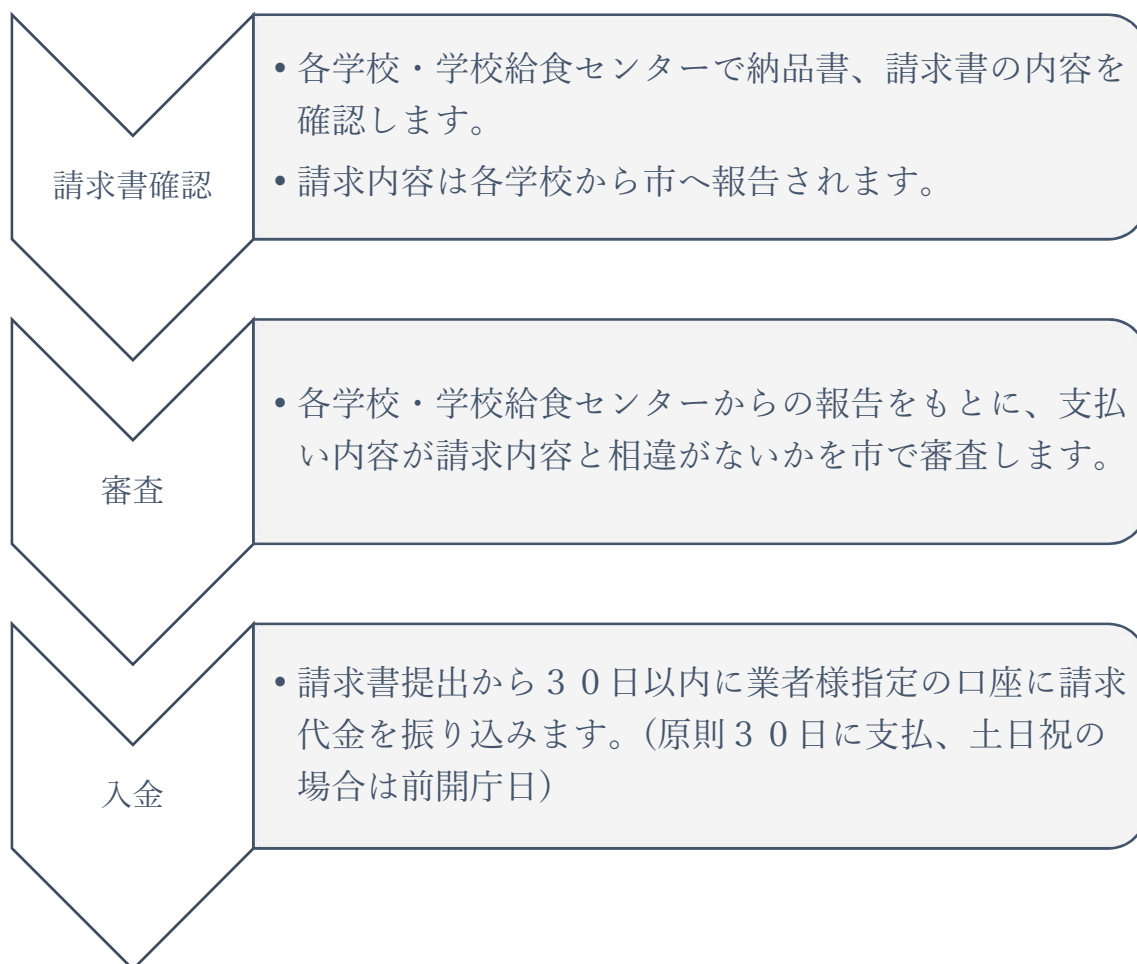 請求書確認
• 各学校・学校給食センターで納品書、請求書の内容を
確認します。
• 請求内容は各学校から市へ報告されます。
審査
• 各学校・学校給食センターからの報告をもとに、支払
い内容が請求内容と相違がないかを市で審査します。
入金
• 請求書提出から３０日以内に業者様指定の口座に請求
代金を振り込みます。(原則３０日に支払、土日祝の
場合は前開庁日)